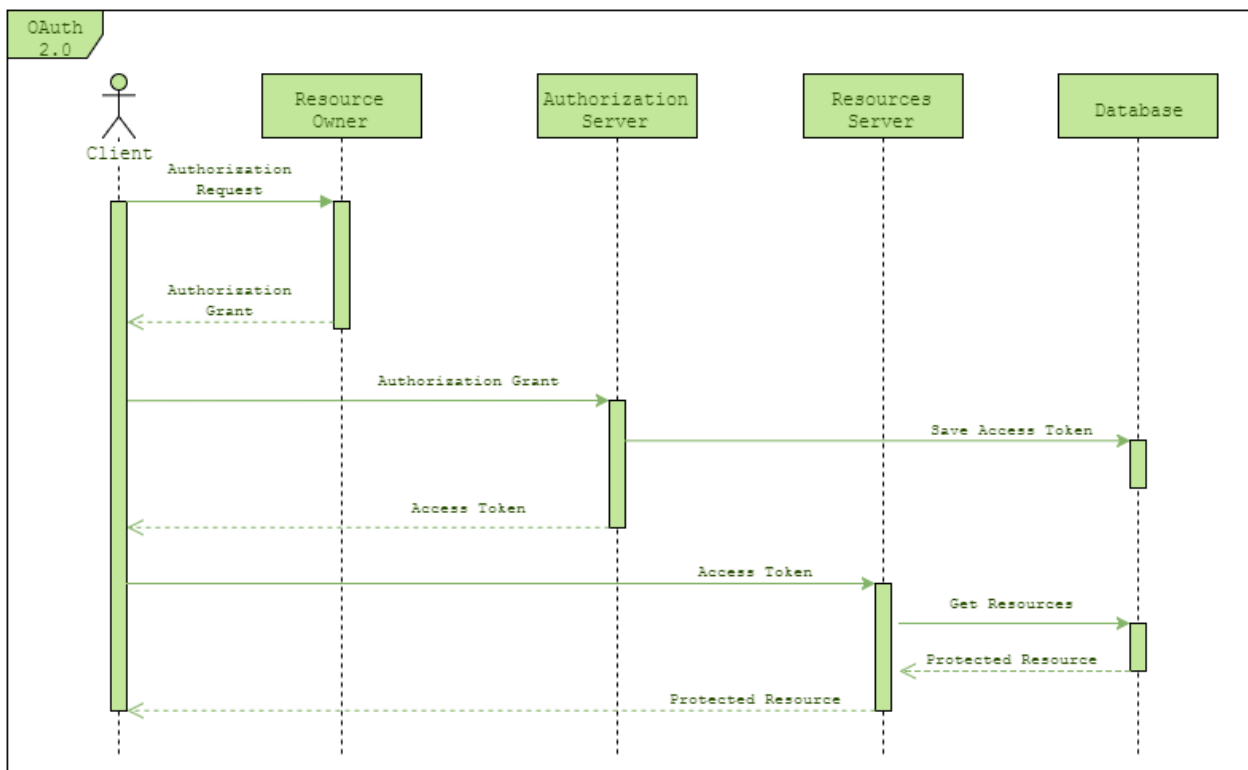 OAuth
2.0
Resource
Owner
Authorization
Server
Resources
Server
Database
Client
Authorization
Request
Authorization
Grant
Authorization Grant
Save Access Token
Access Token
Access Token
Get Resources
Protected Resource
Protected Resource